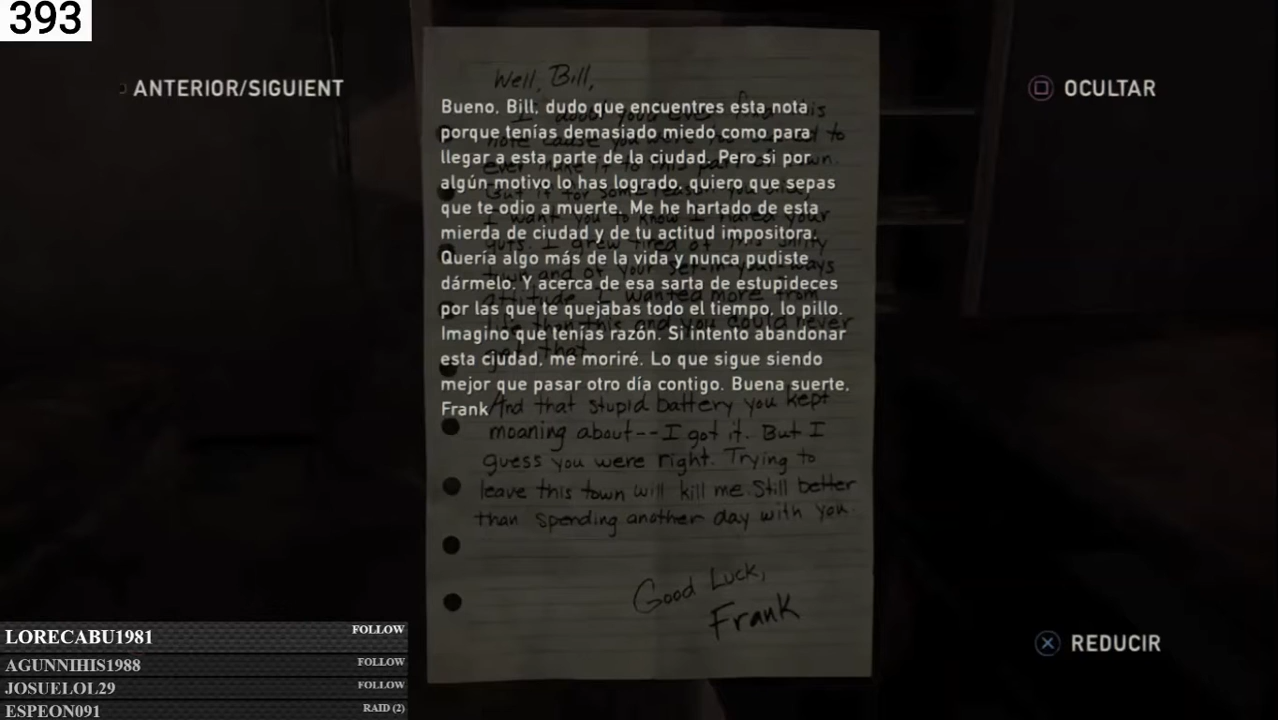 393
ANTERIOR/SIGUIENT
OCULTAR
Well, Bill,
Bueno, Bill, dudo que encuentres esta nota
porque tenías demasiado miedo como para
llegar a esta parte de la ciudad. Pero si por
algún motivo lo has logrado, quiero que sepas
que te odio a muerte. Me he hartado de esta
mierda de ciudad y de tu actitud impositora.
Quería algo más de la vida y nunca pudiste
dármelo. Y acerca de esa sarta de estupideces
por las que te quejabas todo el tiempo, lo pillo.
Imagino que tenías razón. Si intento abandonar
esta ciudad, me moriré. Lo que sigue siendo
mejor que pasar otro día contigo. Buena suerte,
Frank
And that stupid battery you kept
moaning about--I got it. But I
guess you were right. Trying to
leave this town will kill me. Still better
than spending another day with you.
Good Luck,
Frank
REDUCIR
LORECABU1981 FOLLOW
AGUNNIHIS1988 FOLLOW
JOSUELOL29 FOLLOW
ESPEON091 RAID (2)